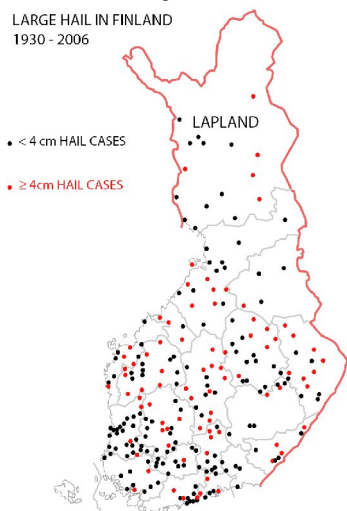 LARGE HAIL IN FINLAND
1930 - 2006
LAPLAND
< 4 cm HAIL CASES
≥ 4cm HAIL CASES